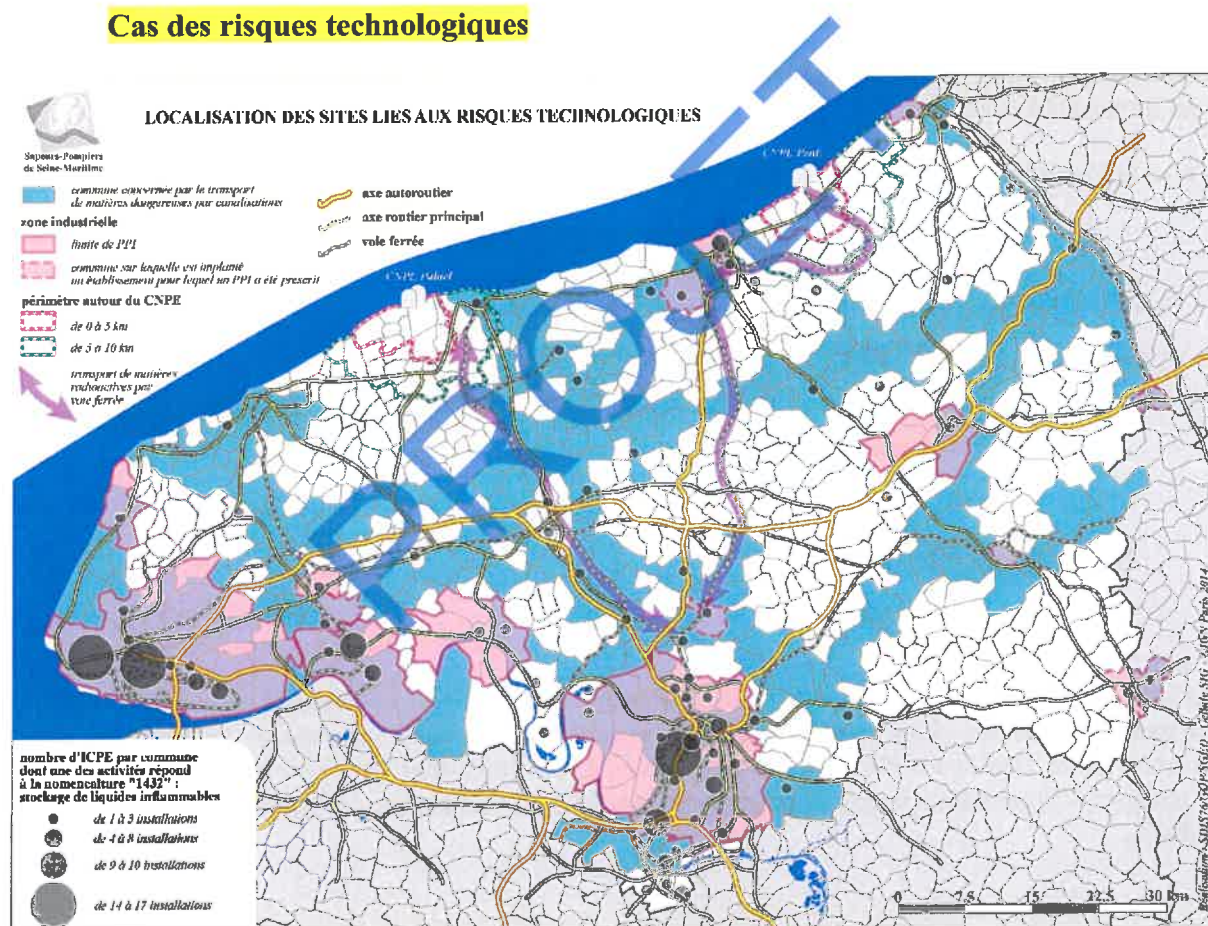 Cas des risques technologiques
LOCALISATION DES SITES LIES AUX RISQUES TECHNOLOGIQUES
Sapeurs-Pompiers
de Seine-Maritime
commune concernée par le transport
de matières dangereuses par canalisations
zone industrielle
limite de PPI
commune sur laquelle est implanté
un établissement pour lequel un PPI a été prescrit
périmètre autour du CNPE
de 0 à 5 km
de 5 à 10 km
transport de matières
radioactives par
voie ferrée
axe autoroutier
axe routier principal
voie ferrée
CNPE Penly
CNPE Paluel
PROJET
nombre d'ICPE par commune
dont une des activités répond
à la nomenclature "1432" :
stockage de liquides inflammables
de 1 à 3 installations
de 4 à 8 installations
de 9 à 10 installations
de 14 à 17 installations
0 7,5 15 22,5 30 km